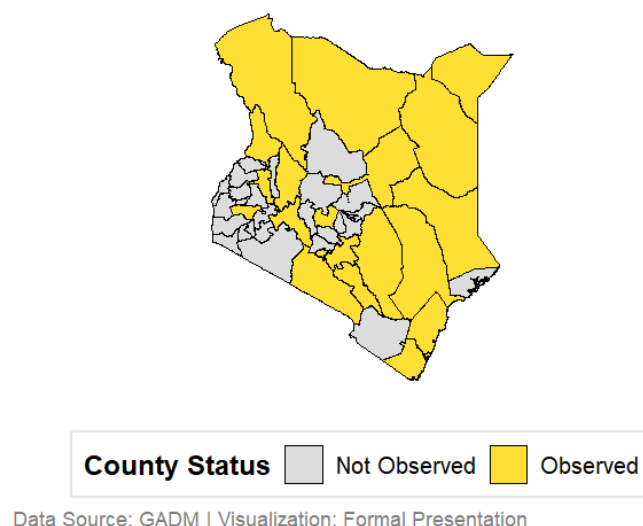 County Status Not Observed Observed
Data Source: GADM | Visualization: Formal Presentation